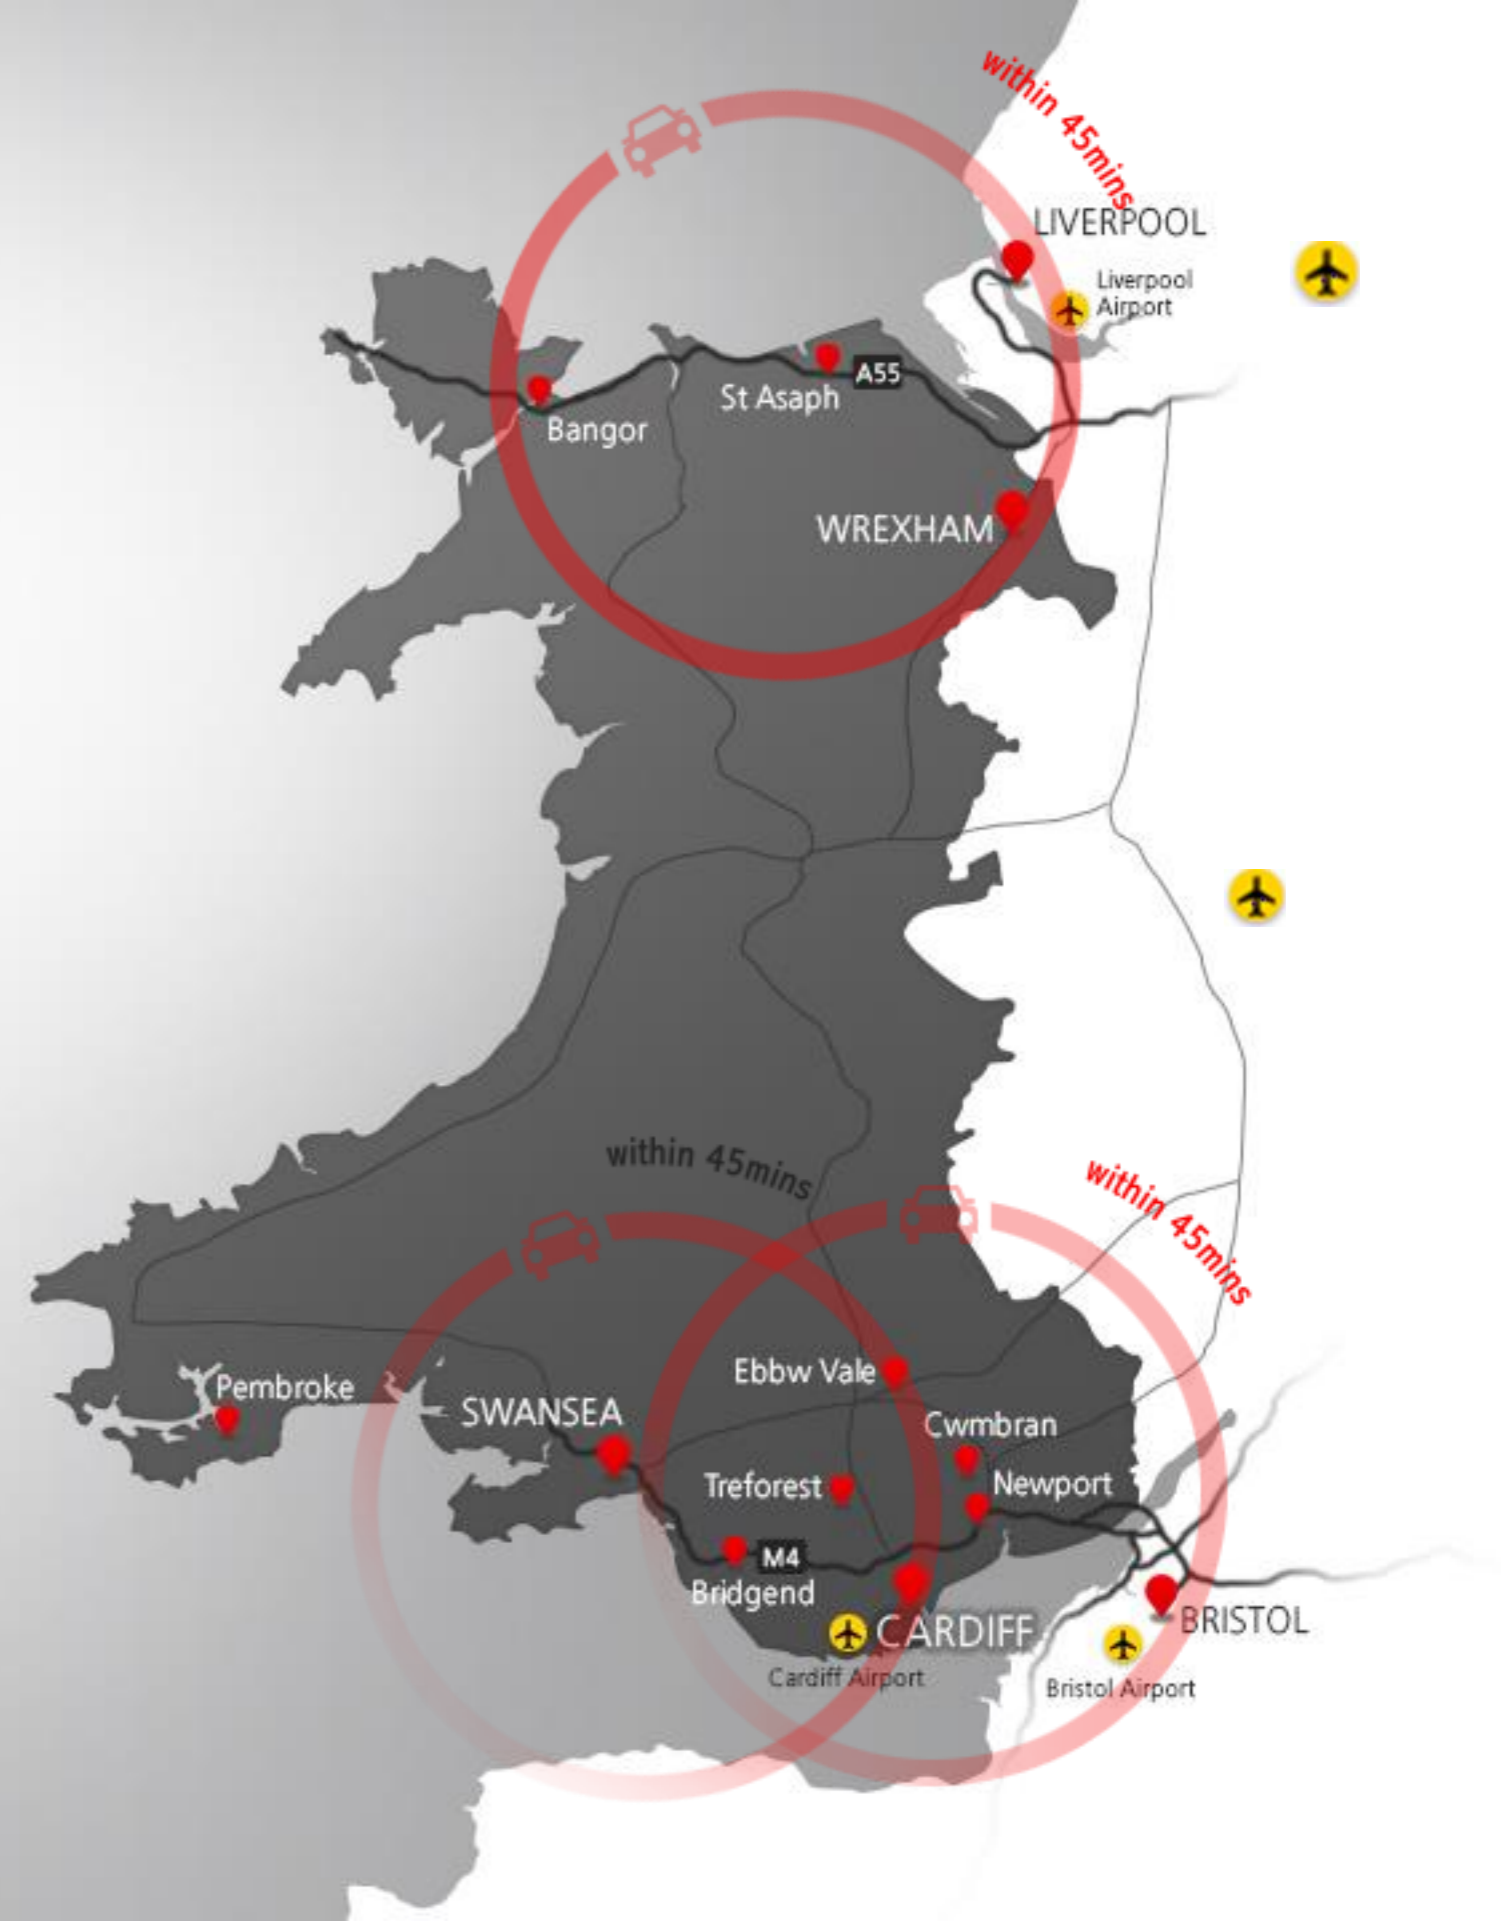 within 45mins
LIVERPOOL
Liverpool
Airport
St Asaph
A55
Bangor
WREXHAM
within 45mins
within 45mins
Ebbw Vale
Pembroke
SWANSEA
Cwmbran
Treforest
Newport
M4
Bridgend
CARDIFF
BRISTOL
Cardiff Airport
Bristol Airport